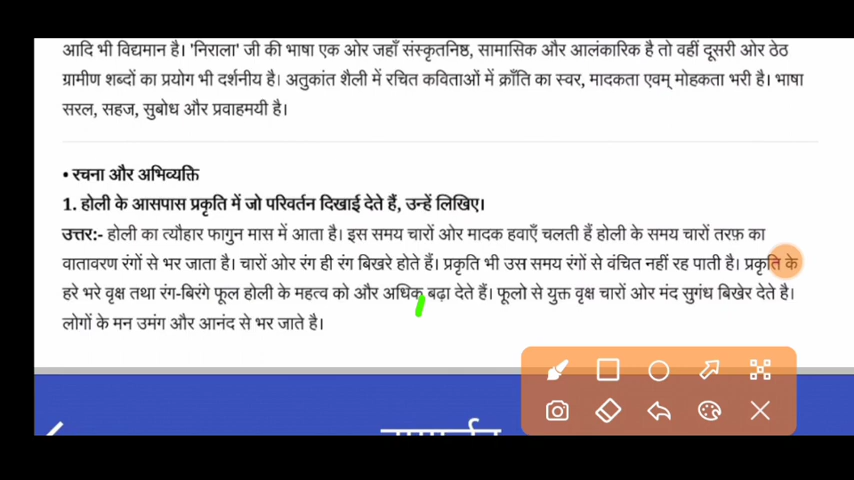 आदि भी विद्यमान है। 'निराला' जी की भाषा एक ओर जहाँ संस्कृतनिष्ठ, सामासिक और आलंकारिक है तो वहीं दूसरी ओर ठेठ
ग्रामीण शब्दों का प्रयोग भी दर्शनीय है। अतुकांत शैली में रचित कविताओं में क्राँति का स्वर, मादकता एवम् मोहकता भरी है। भाषा
सरल, सहज, सुबोध और प्रवाहमयी है।
• रचना और अभिव्यक्ति
1. होली के आसपास प्रकृति में जो परिवर्तन दिखाई देते हैं, उन्हें लिखिए।
उत्तर:- होली का त्यौहार फागुन मास में आता है। इस समय चारों ओर मादक हवाएँ चलती हैं होली के समय चारों तरफ़ का
वातावरण रंगों से भर जाता है। चारों ओर रंग ही रंग बिखरे होते हैं। प्रकृति भी उस समय रंगों से वंचित नहीं रह पाती है। प्रकृति के
हरे भरे वृक्ष तथा रंग-बिरंगे फूल होली के महत्व को और अधिक बढ़ा देते हैं। फूलो से युक्त वृक्ष चारों ओर मंद सुगंध बिखेर देते है।
लोगों के मन उमंग और आनंद से भर जाते है।